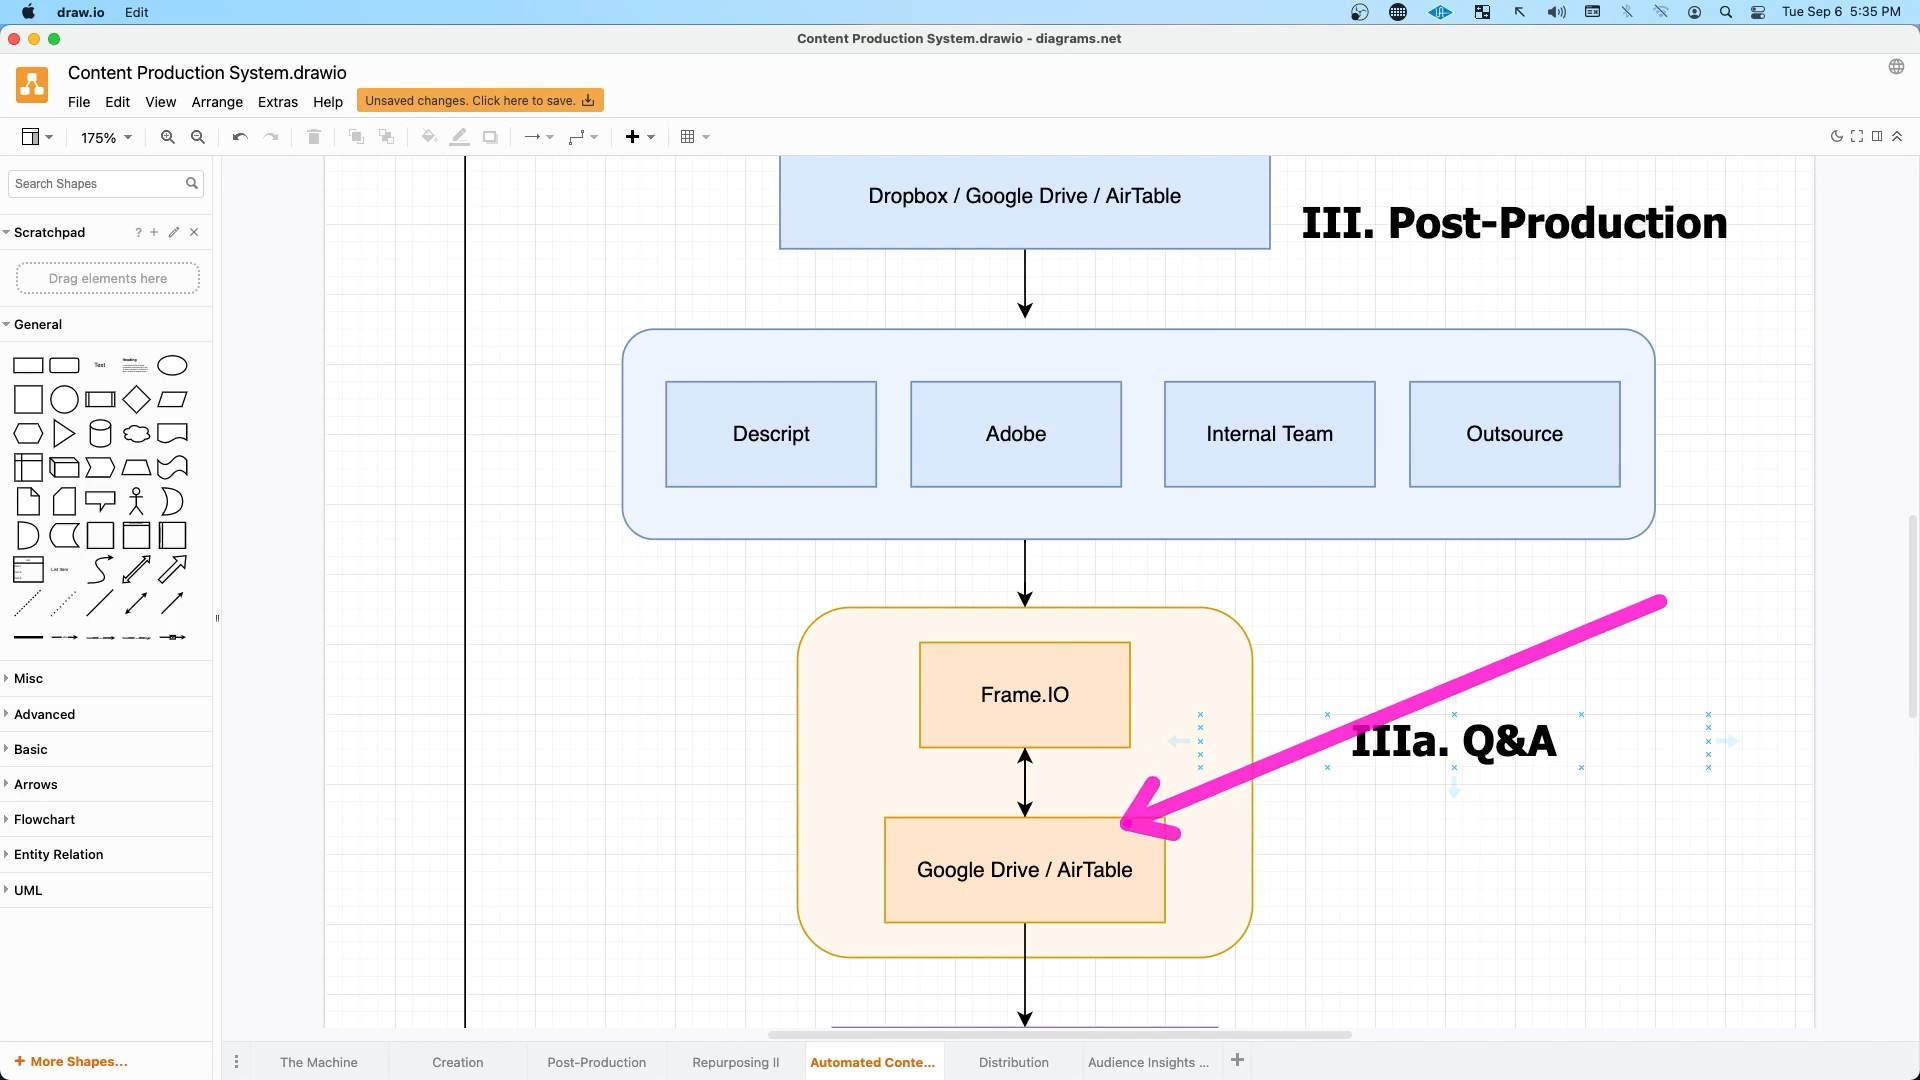 draw.io Edit Tue Sep 6 5:35 PM
Content Production System.drawio - diagrams.net
Content Production System.drawio
File Edit View Arrange Extras Help Unsaved changes. Click here to save.
175%
Search Shapes
Scratchpad ? + ✕
Drag elements here
General
Text Heading
List Item
Misc
Advanced
Basic
Arrows
Flowchart
Entity Relation
UML
+ More Shapes...
Dropbox / Google Drive / AirTable
III. Post-Production
Descript Adobe Internal Team Outsource
Frame.IO
IIIa. Q&A
Google Drive / AirTable
The Machine Creation Post-Production Repurposing II Automated Conte... Distribution Audience Insights ... +